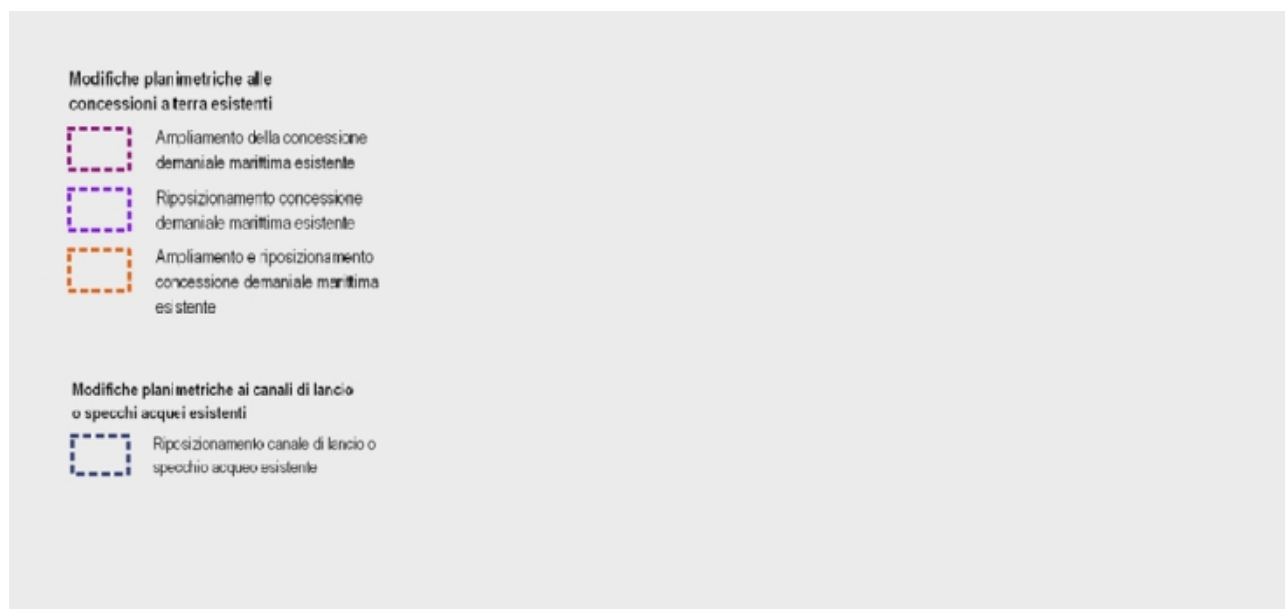 Modifiche planimetriche alle
concessioni a terra esistenti
Ampliamento della concessione
demaniale marittima esistente
Riposizionamento concessione
demaniale marittima esistente
Ampliamento e riposizionamento
concessione demaniale marittima
esistente
Modifiche planimetriche ai canali di lancio
o specchi acquei esistenti
Riposizionamento canale di lancio o
specchio acqueo esistente